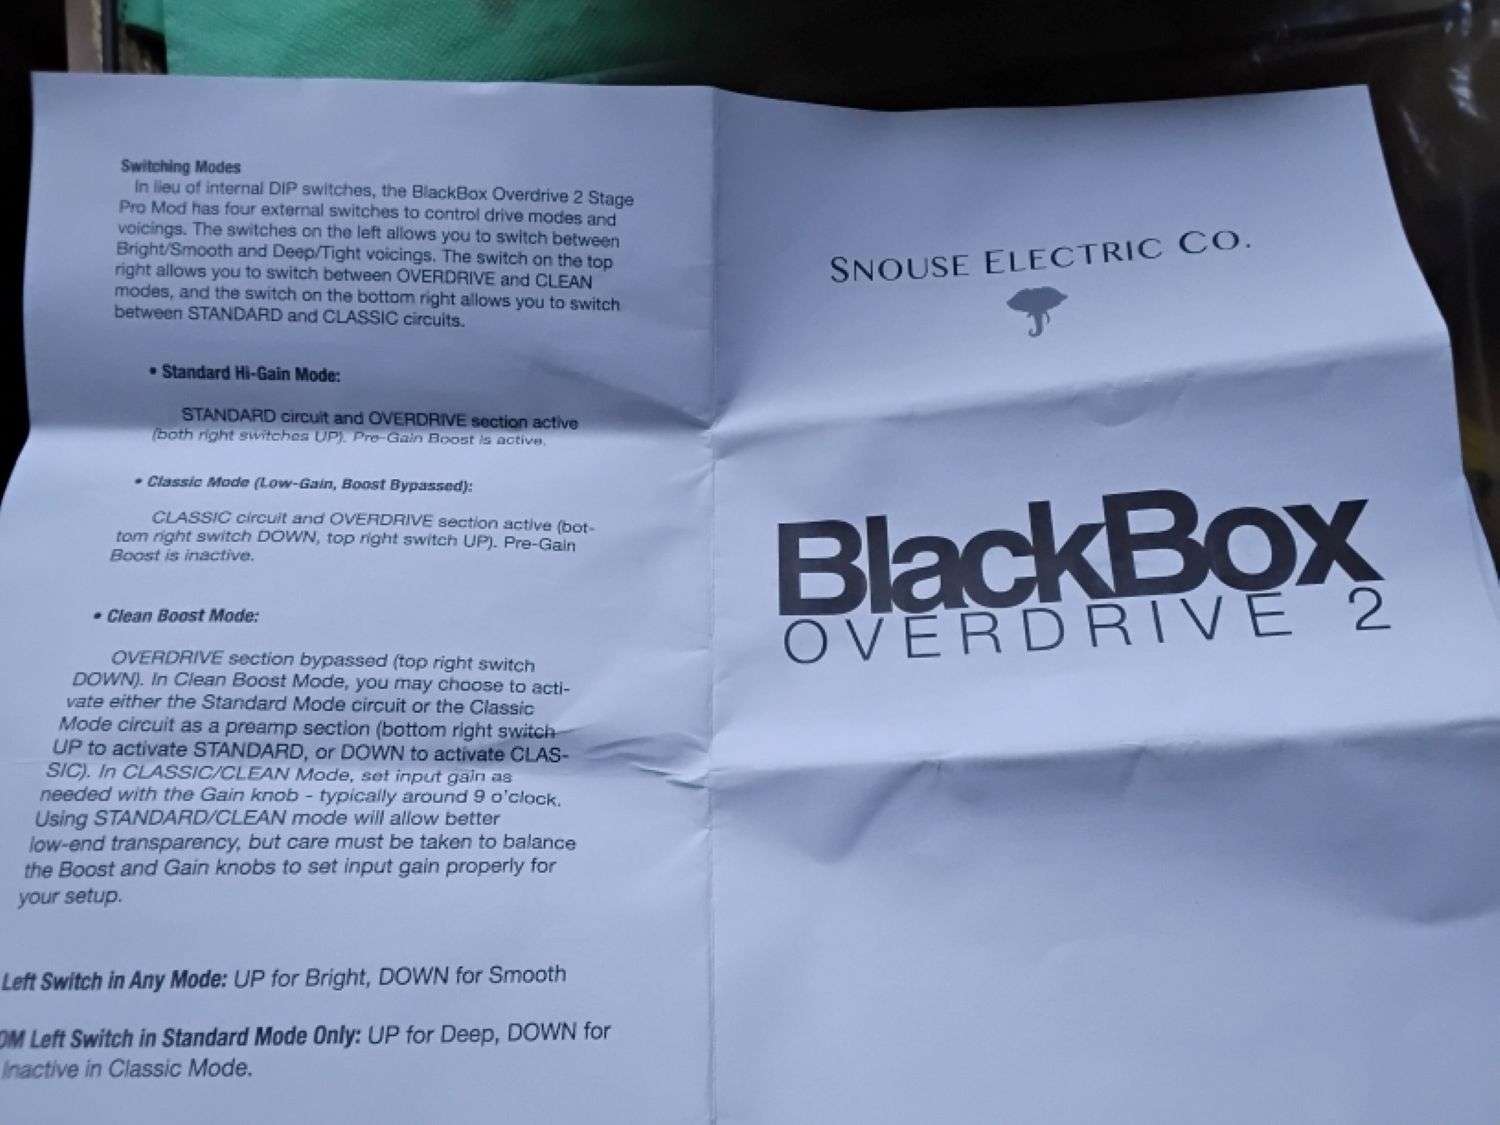 Switching Modes
In lieu of internal DIP switches, the BlackBox Overdrive 2 Stage
Pro Mod has four external switches to control drive modes and
voicings. The switches on the left allows you to switch between
Bright/Smooth and Deep/Tight voicings. The switch on the top
right allows you to switch between OVERDRIVE and CLEAN
modes, and the switch on the bottom right allows you to switch
between STANDARD and CLASSIC circuits.
• Standard Hi-Gain Mode:
STANDARD circuit and OVERDRIVE section active
(both right switches UP). Pre-Gain Boost is active.
• Classic Mode (Low-Gain, Boost Bypassed):
CLASSIC circuit and OVERDRIVE section active (bot-
tom right switch DOWN, top right switch UP). Pre-Gain
Boost is inactive.
• Clean Boost Mode:
OVERDRIVE section bypassed (top right switch
DOWN). In Clean Boost Mode, you may choose to acti-
vate either the Standard Mode circuit or the Classic
Mode circuit as a preamp section (bottom right switch
UP to activate STANDARD, or DOWN to activate CLAS-
SIC). In CLASSIC/CLEAN Mode, set input gain as
needed with the Gain knob - typically around 9 o'clock.
Using STANDARD/CLEAN mode will allow better
low-end transparency, but care must be taken to balance
the Boost and Gain knobs to set input gain properly for
your setup.
Left Switch in Any Mode: UP for Bright, DOWN for Smooth
OM Left Switch in Standard Mode Only: UP for Deep, DOWN for
Inactive in Classic Mode.
SNOUSE ELECTRIC CO.
BlackBox
OVERDRIVE 2